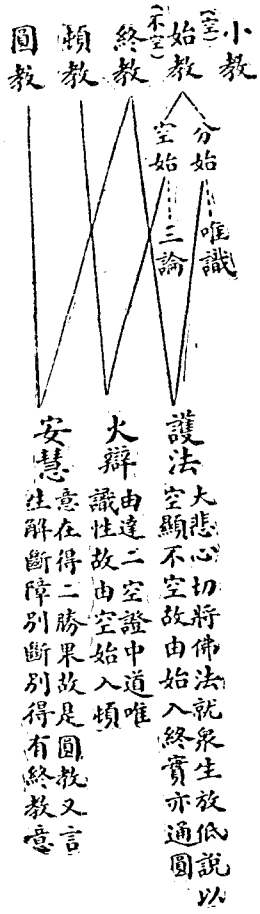 小教
始教（空）
分始
唯識
空始
三論
終教（不空）
頓教
圓教
護法
大悲心切將佛法就衆生放低說以
空顯不空故由始入終實亦通圓
火辯
由達二空證中道唯
識性故由空始入頓
安慧
意在得二勝果故是圓教又言
生解斷障別斷別得有終教意